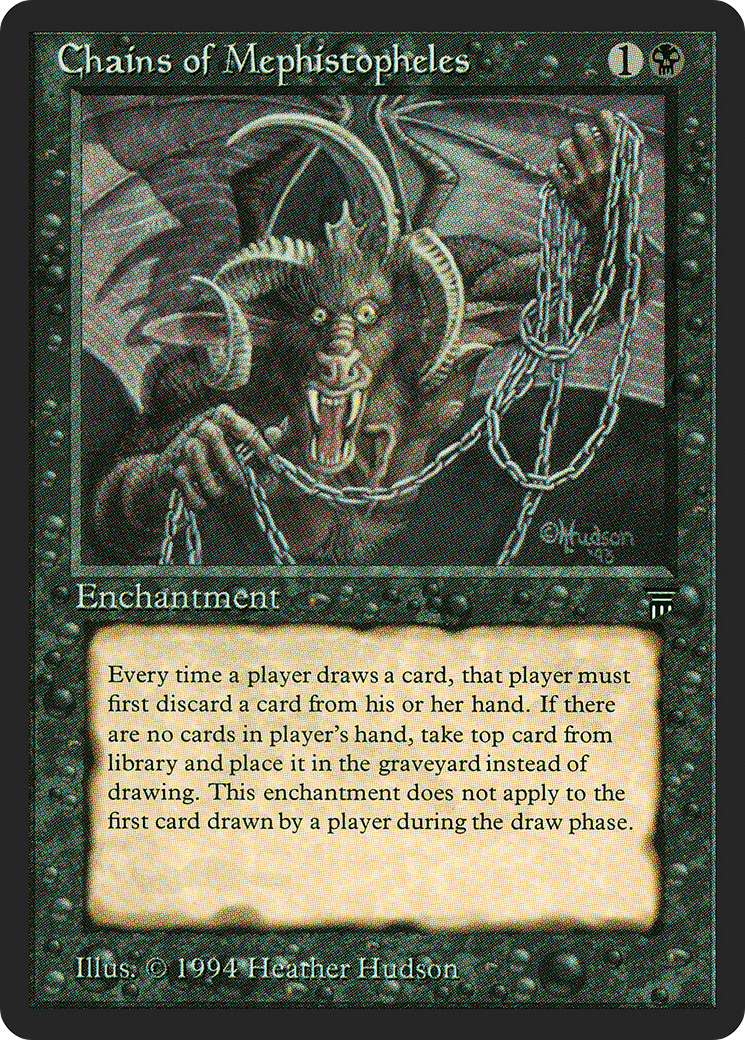 Chains of Mephistopheles 1
©Hudson
'93
Enchantment
Every time a player draws a card, that player must
first discard a card from his or her hand. If there
are no cards in player's hand, take top card from
library and place it in the graveyard instead of
drawing. This enchantment does not apply to the
first card drawn by a player during the draw phase.
Illus: © 1994 Heather Hudson